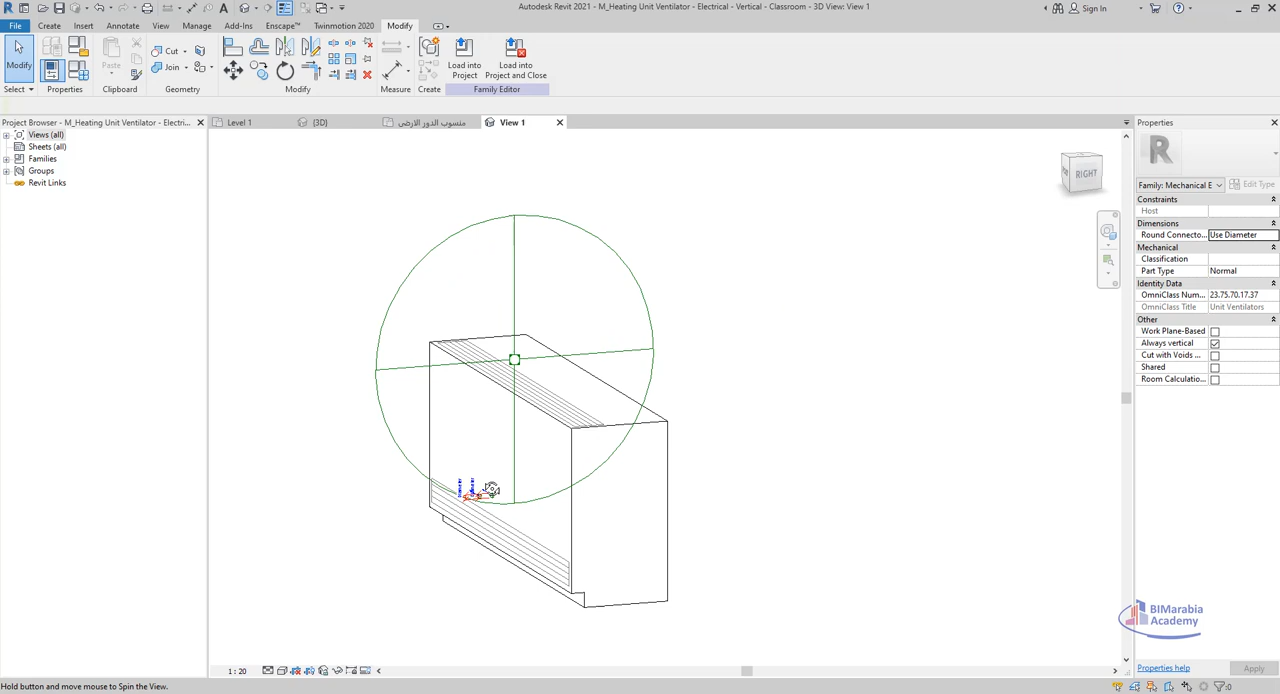 Autodesk Revit 2021 - M_Heating Unit Ventilator - Electrical - Vertical - Classroom - 3D View: View 1
Sign In
File Create Annotate View Manage Add-Ins Enscape™ Twinmotion 2020 Modify
Insert
Modify
Paste
Cut
Join
Load into
Project
Load into
Project and Close
Select Properties Clipboard Geometry Modify Measure Create Family Editor
Project Browser - M_Heating Unit Ventilator - Electri...
Views (all)
Sheets (all)
Families
Groups
Revit Links
Level 1
{3D}
منسوب الدور الارضى
View 1
RIGHT
Properties
R
Family: Mechanical E
Edit Type
Constraints
Host
Dimensions
Round Connecto... Use Diameter
Mechanical
Classification
Part Type Normal
Identity Data
OmniClass Num... 23.75.70.17.37
OmniClass Title Unit Ventilators
Other
Work Plane-Based
Always vertical
Cut with Voids ...
Shared
Room Calculatio...
BIMarabia
Academy
Properties help
Apply
1 : 20
Hold button and move mouse to Spin the View.
:0